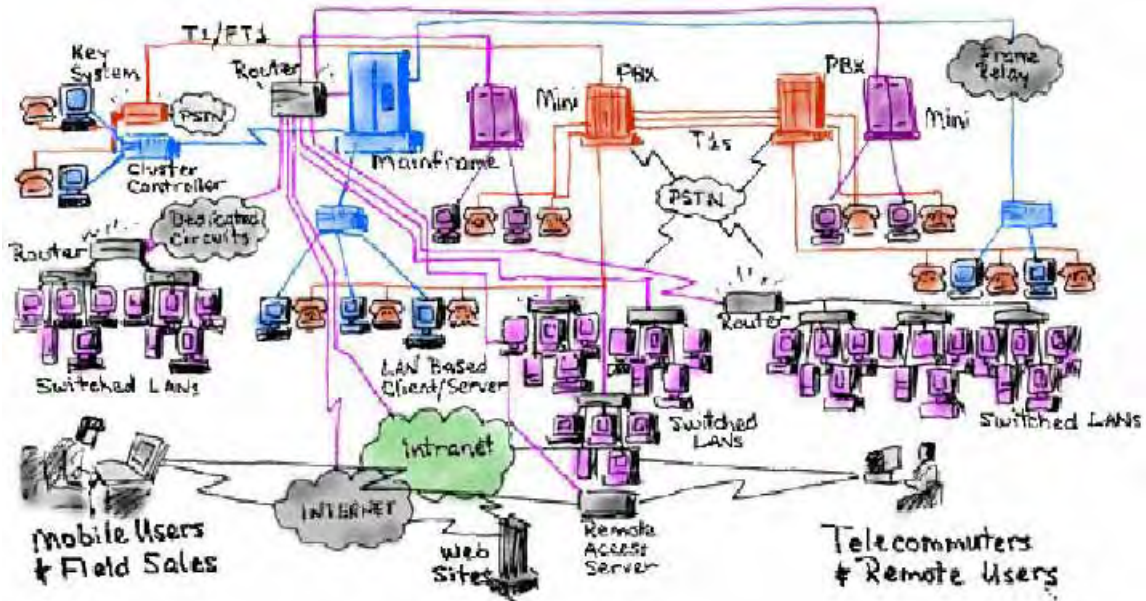 T1/FT1
Key
System
Router
PSTN
Cluster
Controller
Mainframe
Mini
PBX
T1s
PBX
Mini
Frame
Relay
PSTN
Dedicated
Circuits
Router
Switched LANs
LAN Based
Client/Server
Router
Switched
LANs
Switched LANs
Intranet
INTERNET
Mobile Users
& Field Sales
Web
Sites
Remote
Access
Server
Telecommuters
& Remote Users